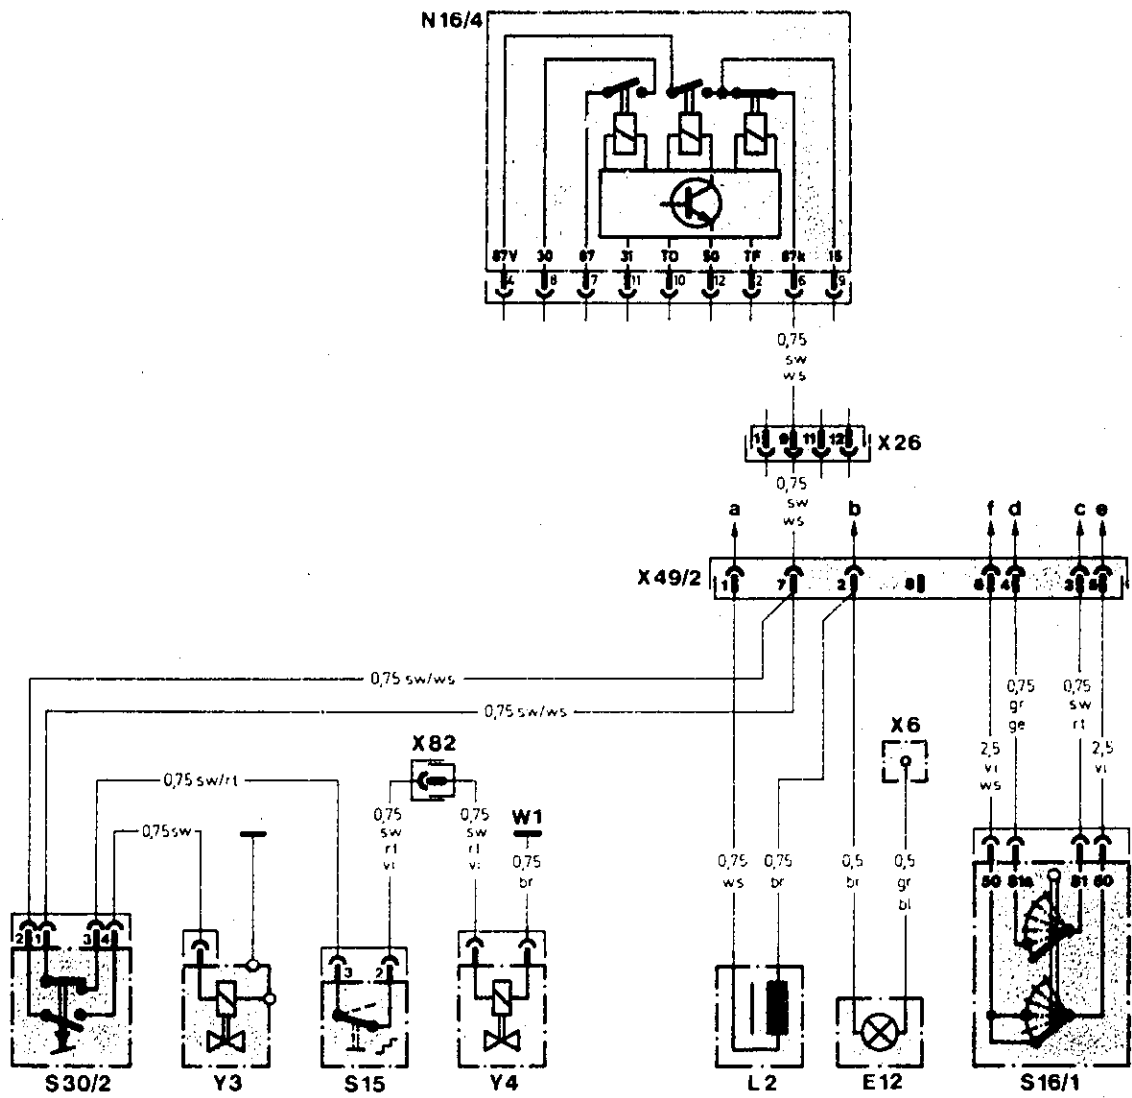 N16/4
87V 30 87 31 TD 50 TF 87k 15
4 8 7 11 10 12 2 6 9
0,75
sw
ws
1 9 11 12 X26
0,75
sw
ws
a b f d c e
X49/2
1 7 2 8 6 4 3 5
0,75 sw/ws
0,75 sw/ws
X82
X6
0,75
gr
ge
0,75
sw
rt
2,5
vi
ws
2,5
vi
0,75 sw/rt
0,75 sw
0,75
sw
rt
vi
0,75
sw
rt
vi
W1
0,75
br
0,75
ws
0,75
br
0,5
br
0,5
gr
bl
50 81a 81 60
2 1 3 4
3 2
S30/2 Y3 S15 Y4 L2 E12 S16/1